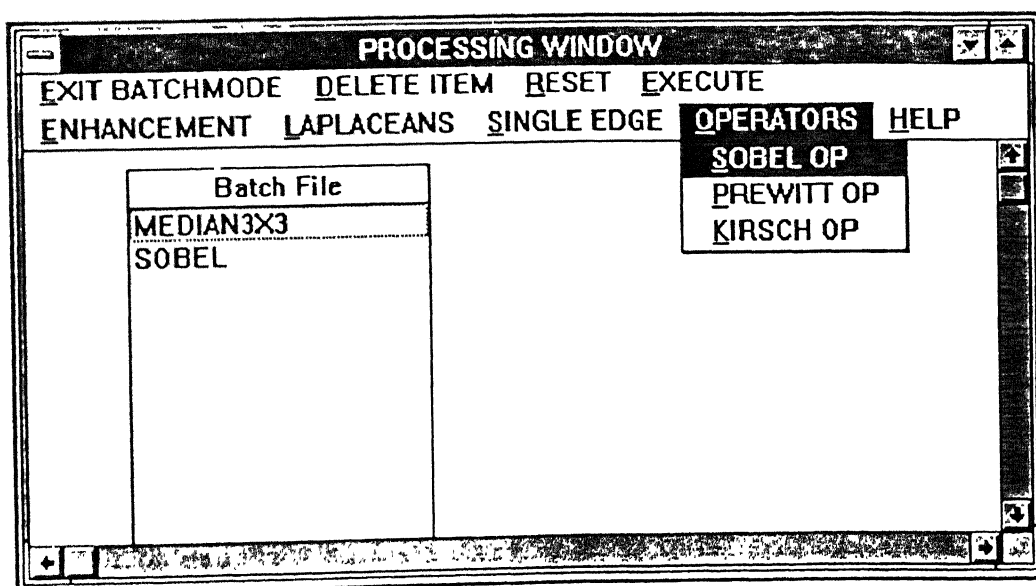 PROCESSING WINDOW
EXIT BATCHMODE DELETE ITEM RESET EXECUTE
ENHANCEMENT LAPLACEANS SINGLE EDGE OPERATORS HELP
SOBEL OP
PREWITT OP
KIRSCH OP
Batch File
MEDIAN3X3
SOBEL